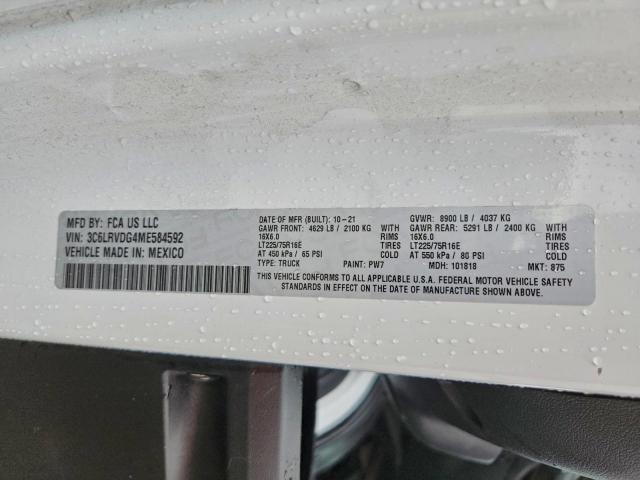 MFD BY: FCA US LLC
VIN: 3C6LRVDG4ME584592
VEHICLE MADE IN: MEXICO
DATE OF MFR (BUILT): 10-21
GAWR FRONT: 4629 LB / 2100 KG WITH
16X6.0 RIMS
LT225/75R16E TIRES
AT 450 kPa / 65 PSI COLD
TYPE: TRUCK PAINT: PW7
GVWR: 8900 LB / 4037 KG
GAWR REAR: 5291 LB / 2400 KG WITH
16X6.0 RIMS
LT225/75R16E TIRES
AT 550 kPa / 80 PSI COLD
MDH: 101818 MKT: 875
THIS VEHICLE CONFORMS TO ALL APPLICABLE U.S.A. FEDERAL MOTOR VEHICLE SAFETY
STANDARDS IN EFFECT ON THE DATE OF MANUFACTURE SHOWN ABOVE.